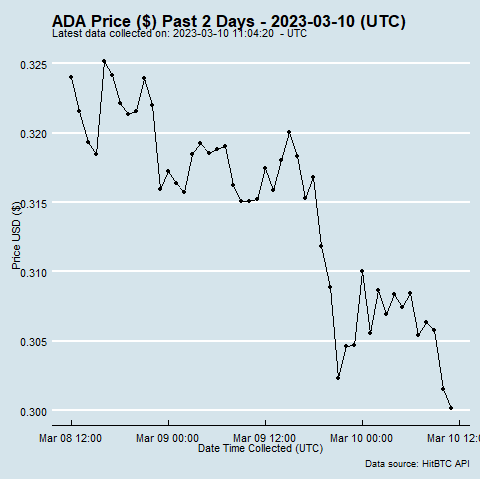 ADA Price ($) Past 2 Days - 2023-03-10 (UTC)
Latest data collected on: 2023-03-10 11:04:20 - UTC
0.325
0.320
0.315
0.310
0.305
0.300
Price USD ($)
Mar 08 12:00
Mar 09 00:00
Mar 09 12:00
Mar 10 00:00
Mar 10 12:
Date Time Collected (UTC)
Data source: HitBTC API